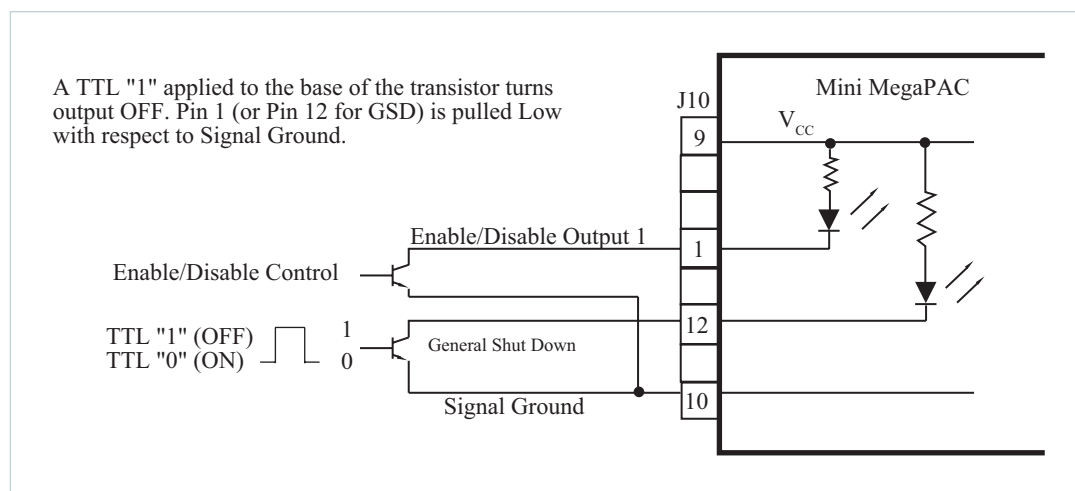 A TTL "1" applied to the base of the transistor turns
output OFF. Pin 1 (or Pin 12 for GSD) is pulled Low
with respect to Signal Ground.
J10
Mini MegaPAC
9
VCC
Enable/Disable Output 1
1
Enable/Disable Control
12
TTL "1" (OFF)
1
TTL "0" (ON)
0
General Shut Down
Signal Ground
10